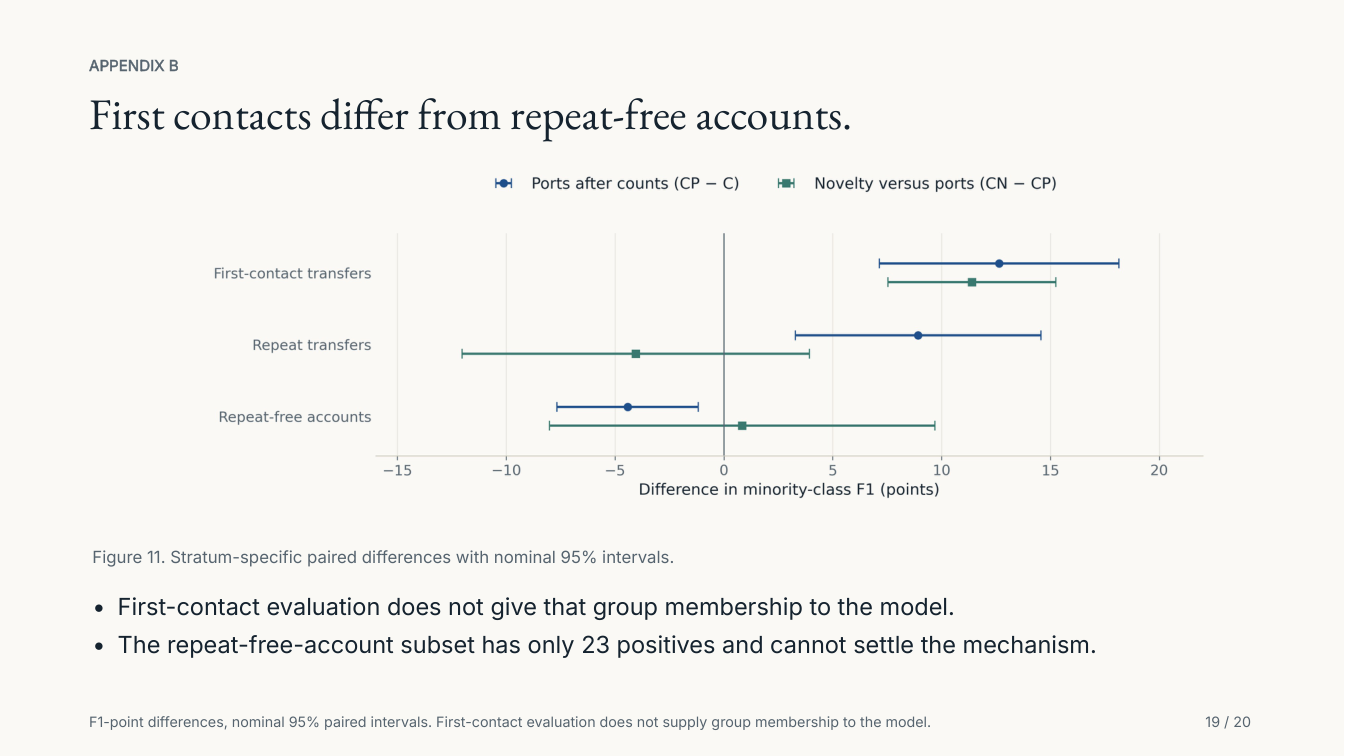 APPENDIX B
First contacts differ from repeat-free accounts.
Ports after counts (CP − C)
Novelty versus ports (CN − CP)
First-contact transfers
Repeat transfers
Repeat-free accounts
−15
−10
−5
0
5
10
15
20
Difference in minority-class F1 (points)
Figure 11. Stratum-specific paired differences with nominal 95% intervals.
• First-contact evaluation does not give that group membership to the model.
• The repeat-free-account subset has only 23 positives and cannot settle the mechanism.
F1-point differences, nominal 95% paired intervals. First-contact evaluation does not supply group membership to the model.
19 / 20